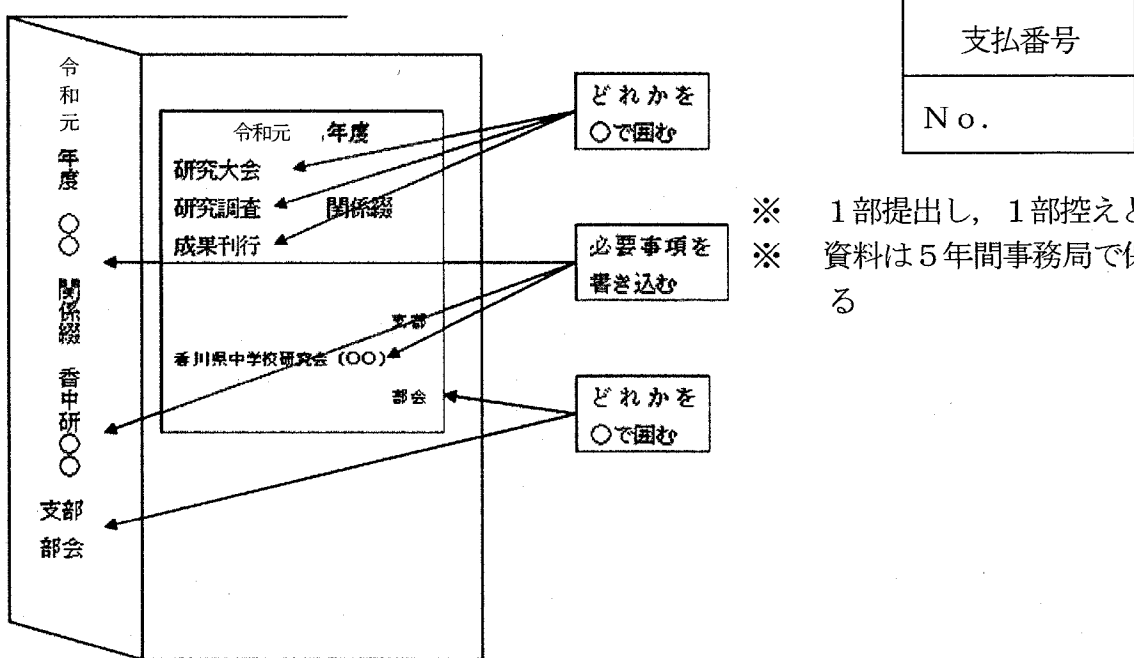 令和元年度 〇〇 関係綴 香中研〇〇
支部
部会
令和元 年度
研究大会
研究調査 関係綴
成果刊行
支部
香川県中学校研究会（〇〇）
部会
どれかを
〇で囲む
必要事項を
書き込む
どれかを
〇で囲む
支払番号
Ｎｏ．
※ １部提出し，１部控えと
※ 資料は５年間事務局で保
る